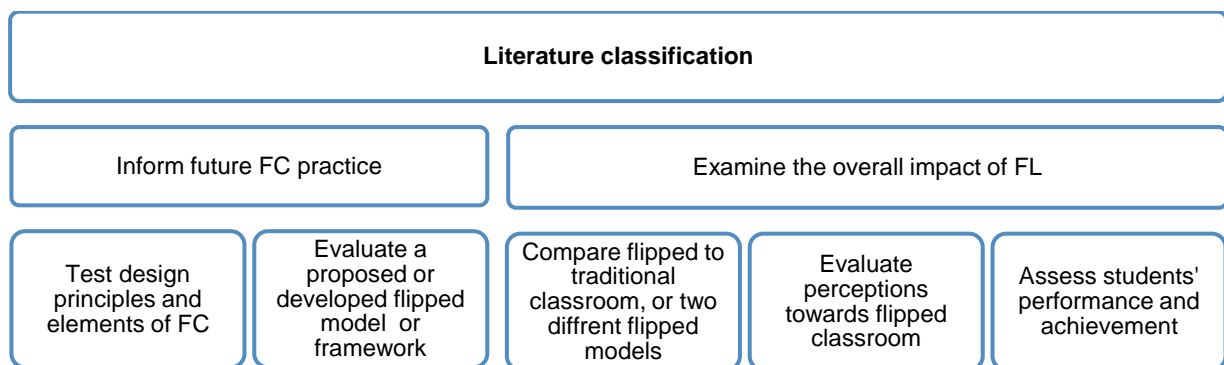 Literature classification
Inform future FC practice
Examine the overall impact of FL
Test design
principles and
elements of FC
Evaluate a
proposed or
developed flipped
model or
framework
Compare flipped to
traditional
classroom, or two
diffrent flipped
models
Evaluate
perceptions
towards flipped
classroom
Assess students'
performance and
achievement